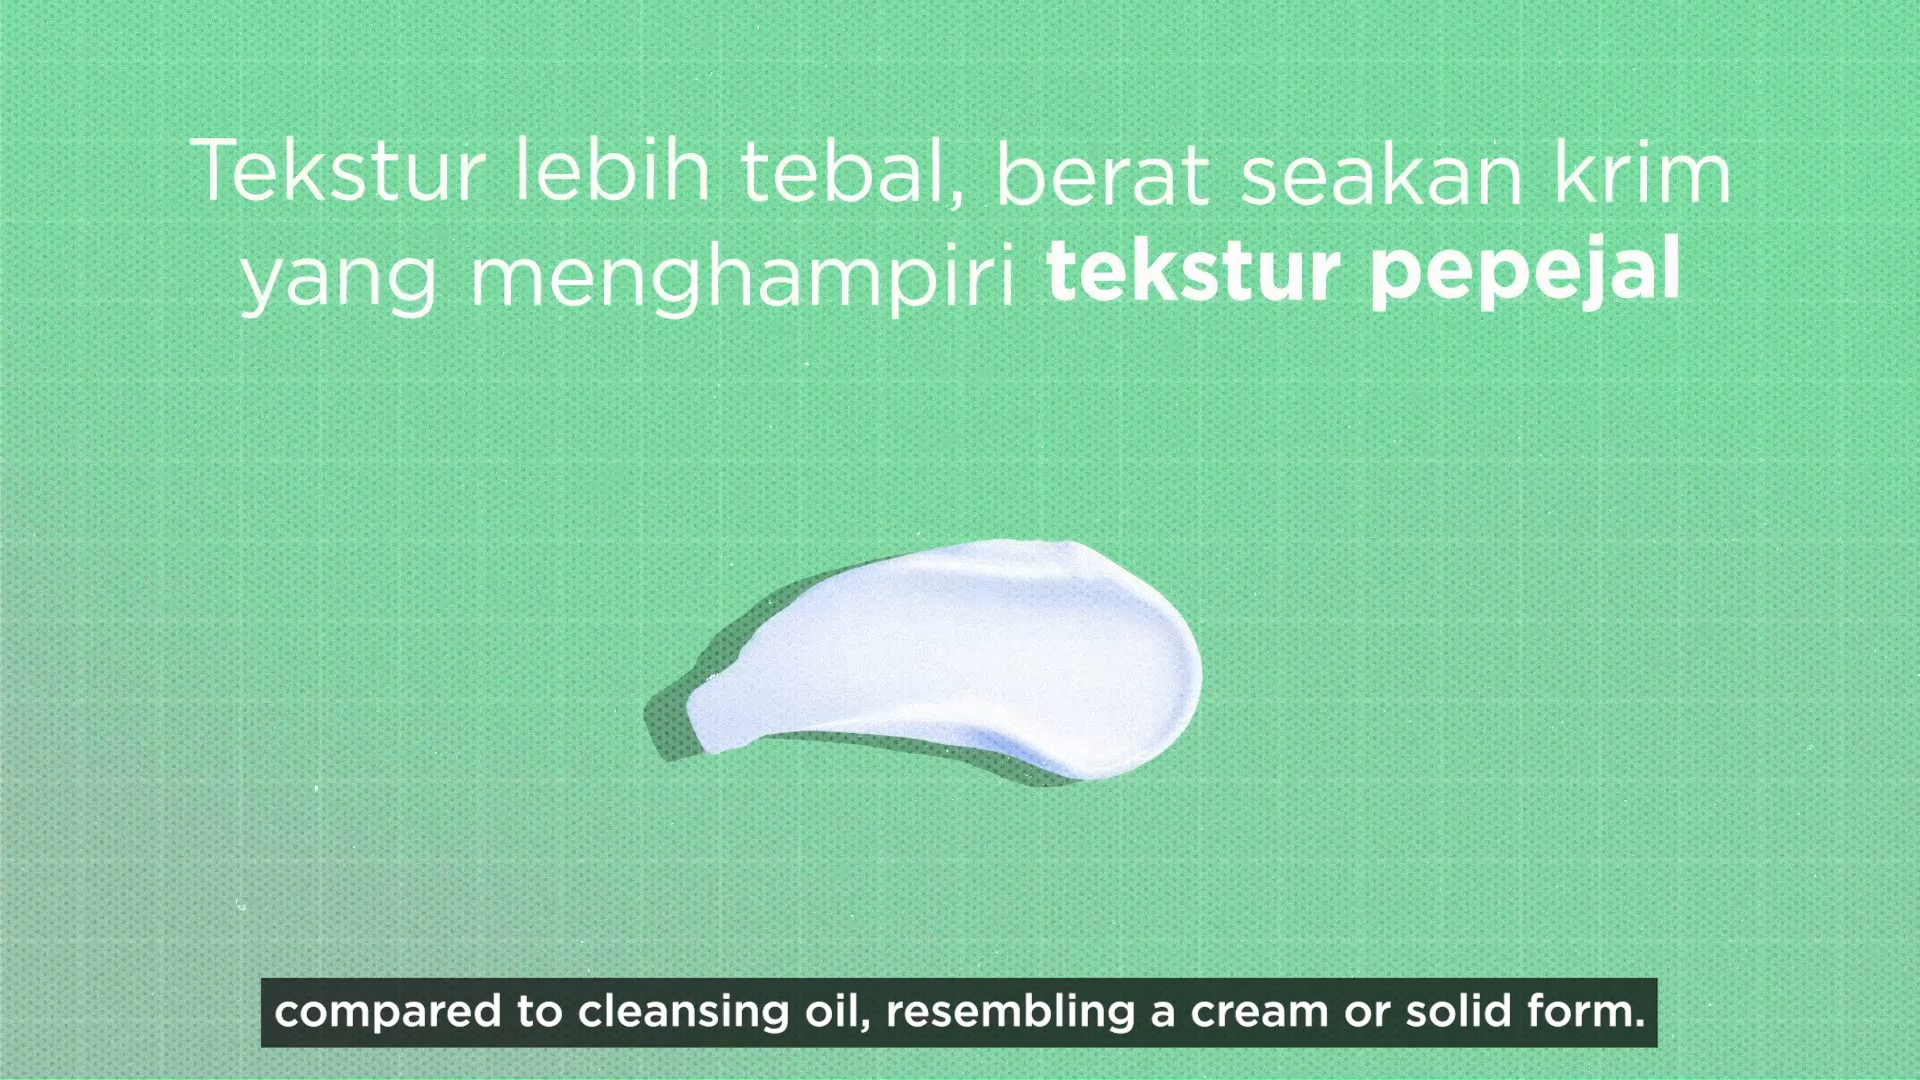 Tekstur lebih tebal, berat seakan krim
yang menghampiri tekstur pepejal
compared to cleansing oil, resembling a cream or solid form.